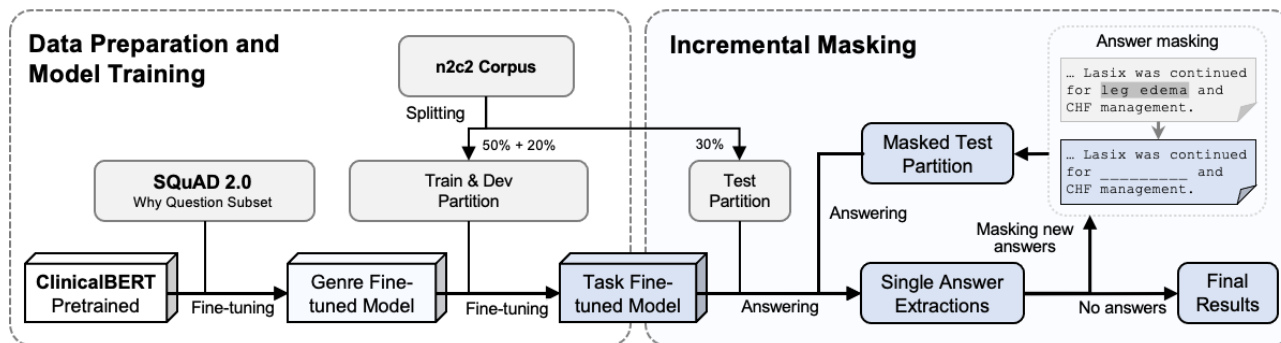 Data Preparation and
Model Training
n2c2 Corpus
Splitting
50% + 20%
30%
SQuAD 2.0
Why Question Subset
Train & Dev
Partition
Test
Partition
ClinicalBERT
Pretrained
Fine-tuning
Genre Fine-
tuned Model
Fine-tuning
Task Fine-
tuned Model
Incremental Masking
Answer masking
… Lasix was continued
for leg edema and
CHF management.
… Lasix was continued
for _________ and
CHF management.
Masked Test
Partition
Answering
Masking new
answers
Answering
Single Answer
Extractions
No answers
Final
Results